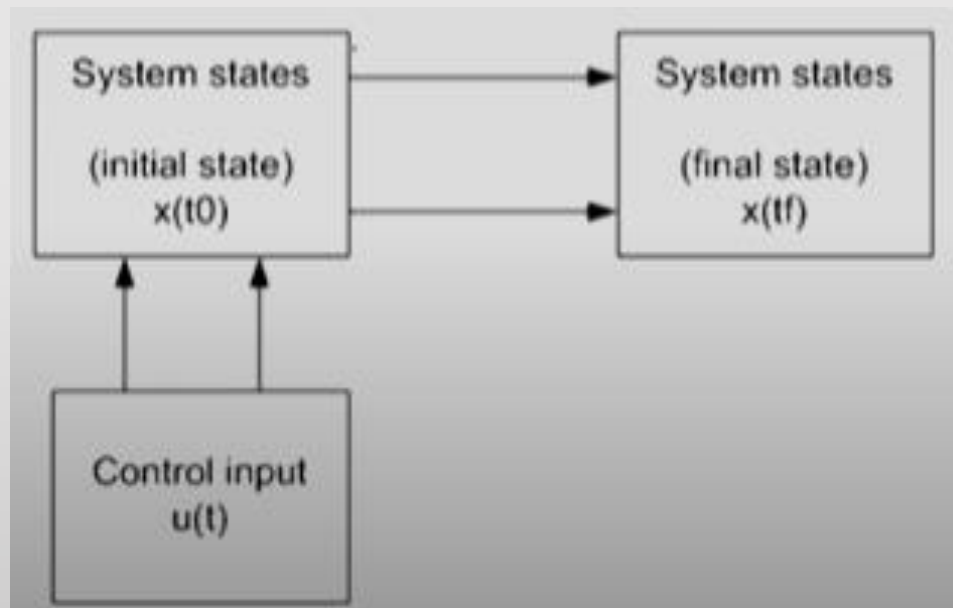 System states
(initial state)
x(t0)
System states
(final state)
x(tf)
Control input
u(t)